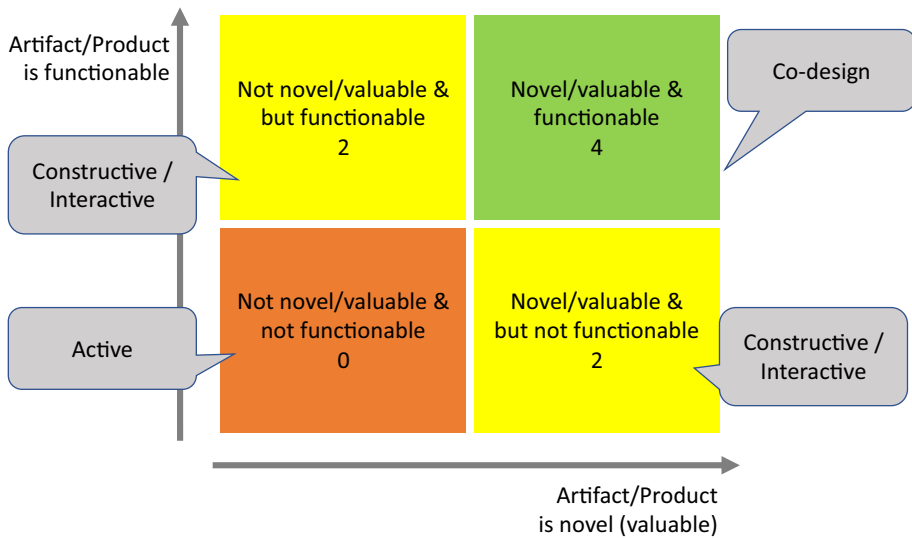 Artifact/Product
is functionable
Not novel/valuable &
but functionable
2
Novel/valuable &
functionable
4
Co-design
Constructive /
Interactive
Not novel/valuable &
not functionable
0
Novel/valuable &
but not functionable
2
Active
Constructive /
Interactive
Artifact/Product
is novel (valuable)